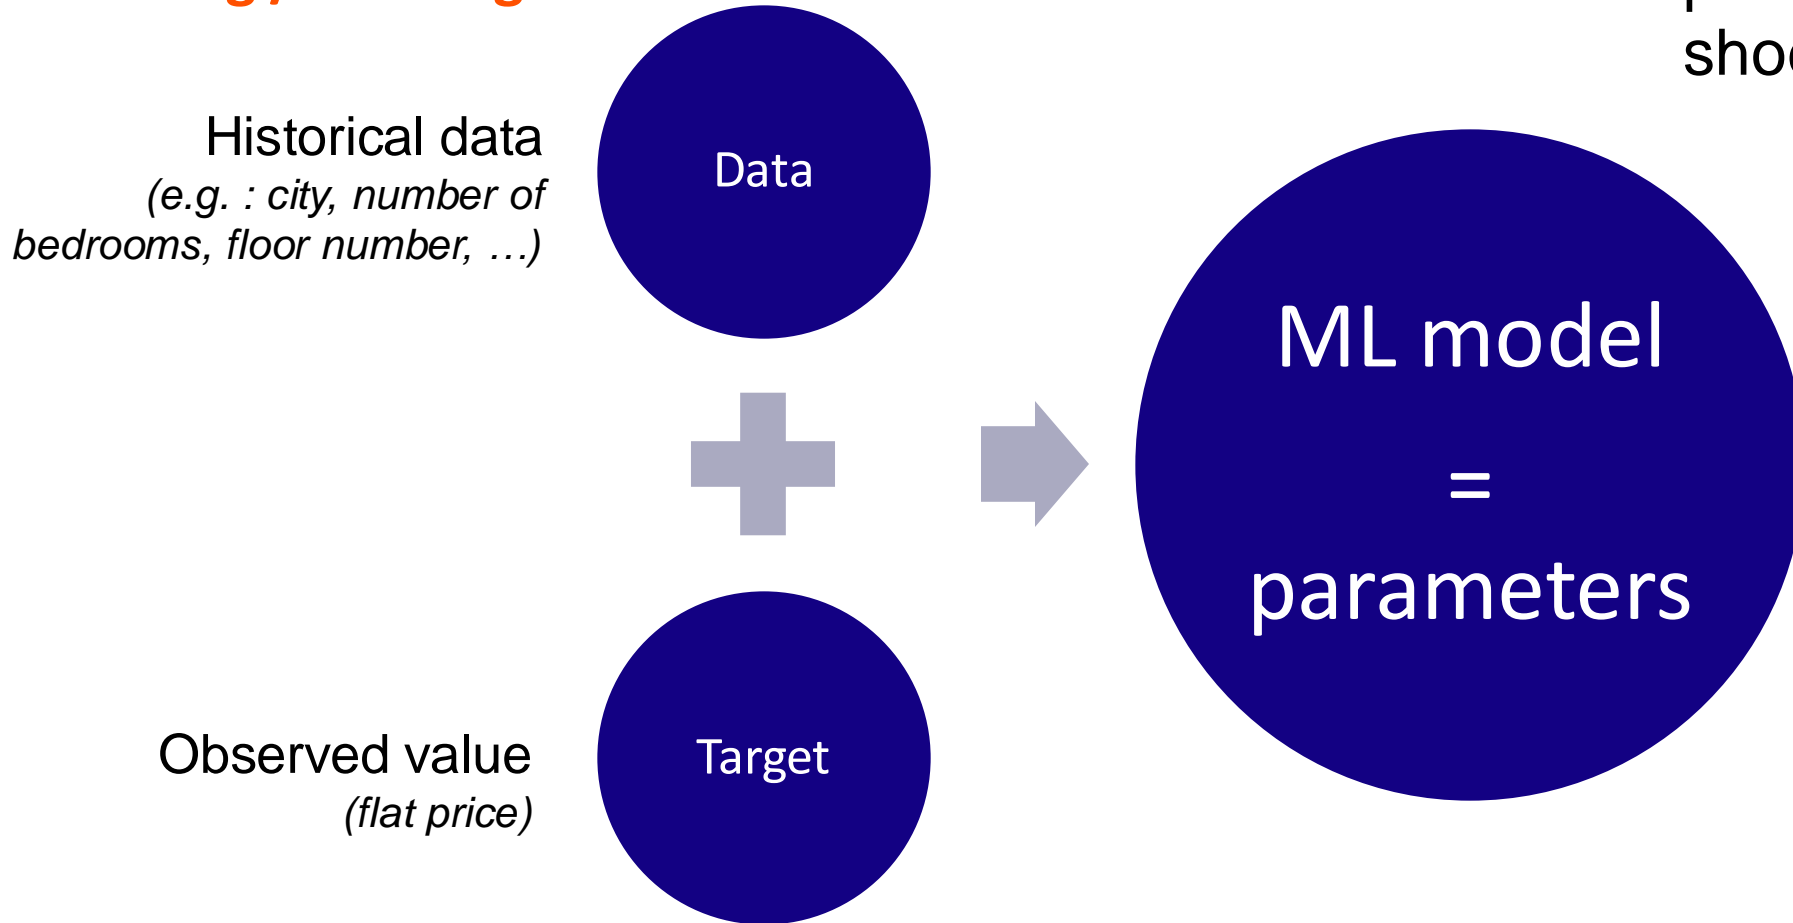 Historical data
(e.g. : city, number of
bedrooms, floor number, …)
Data
Observed value
(flat price)
Target
ML model
=
parameters